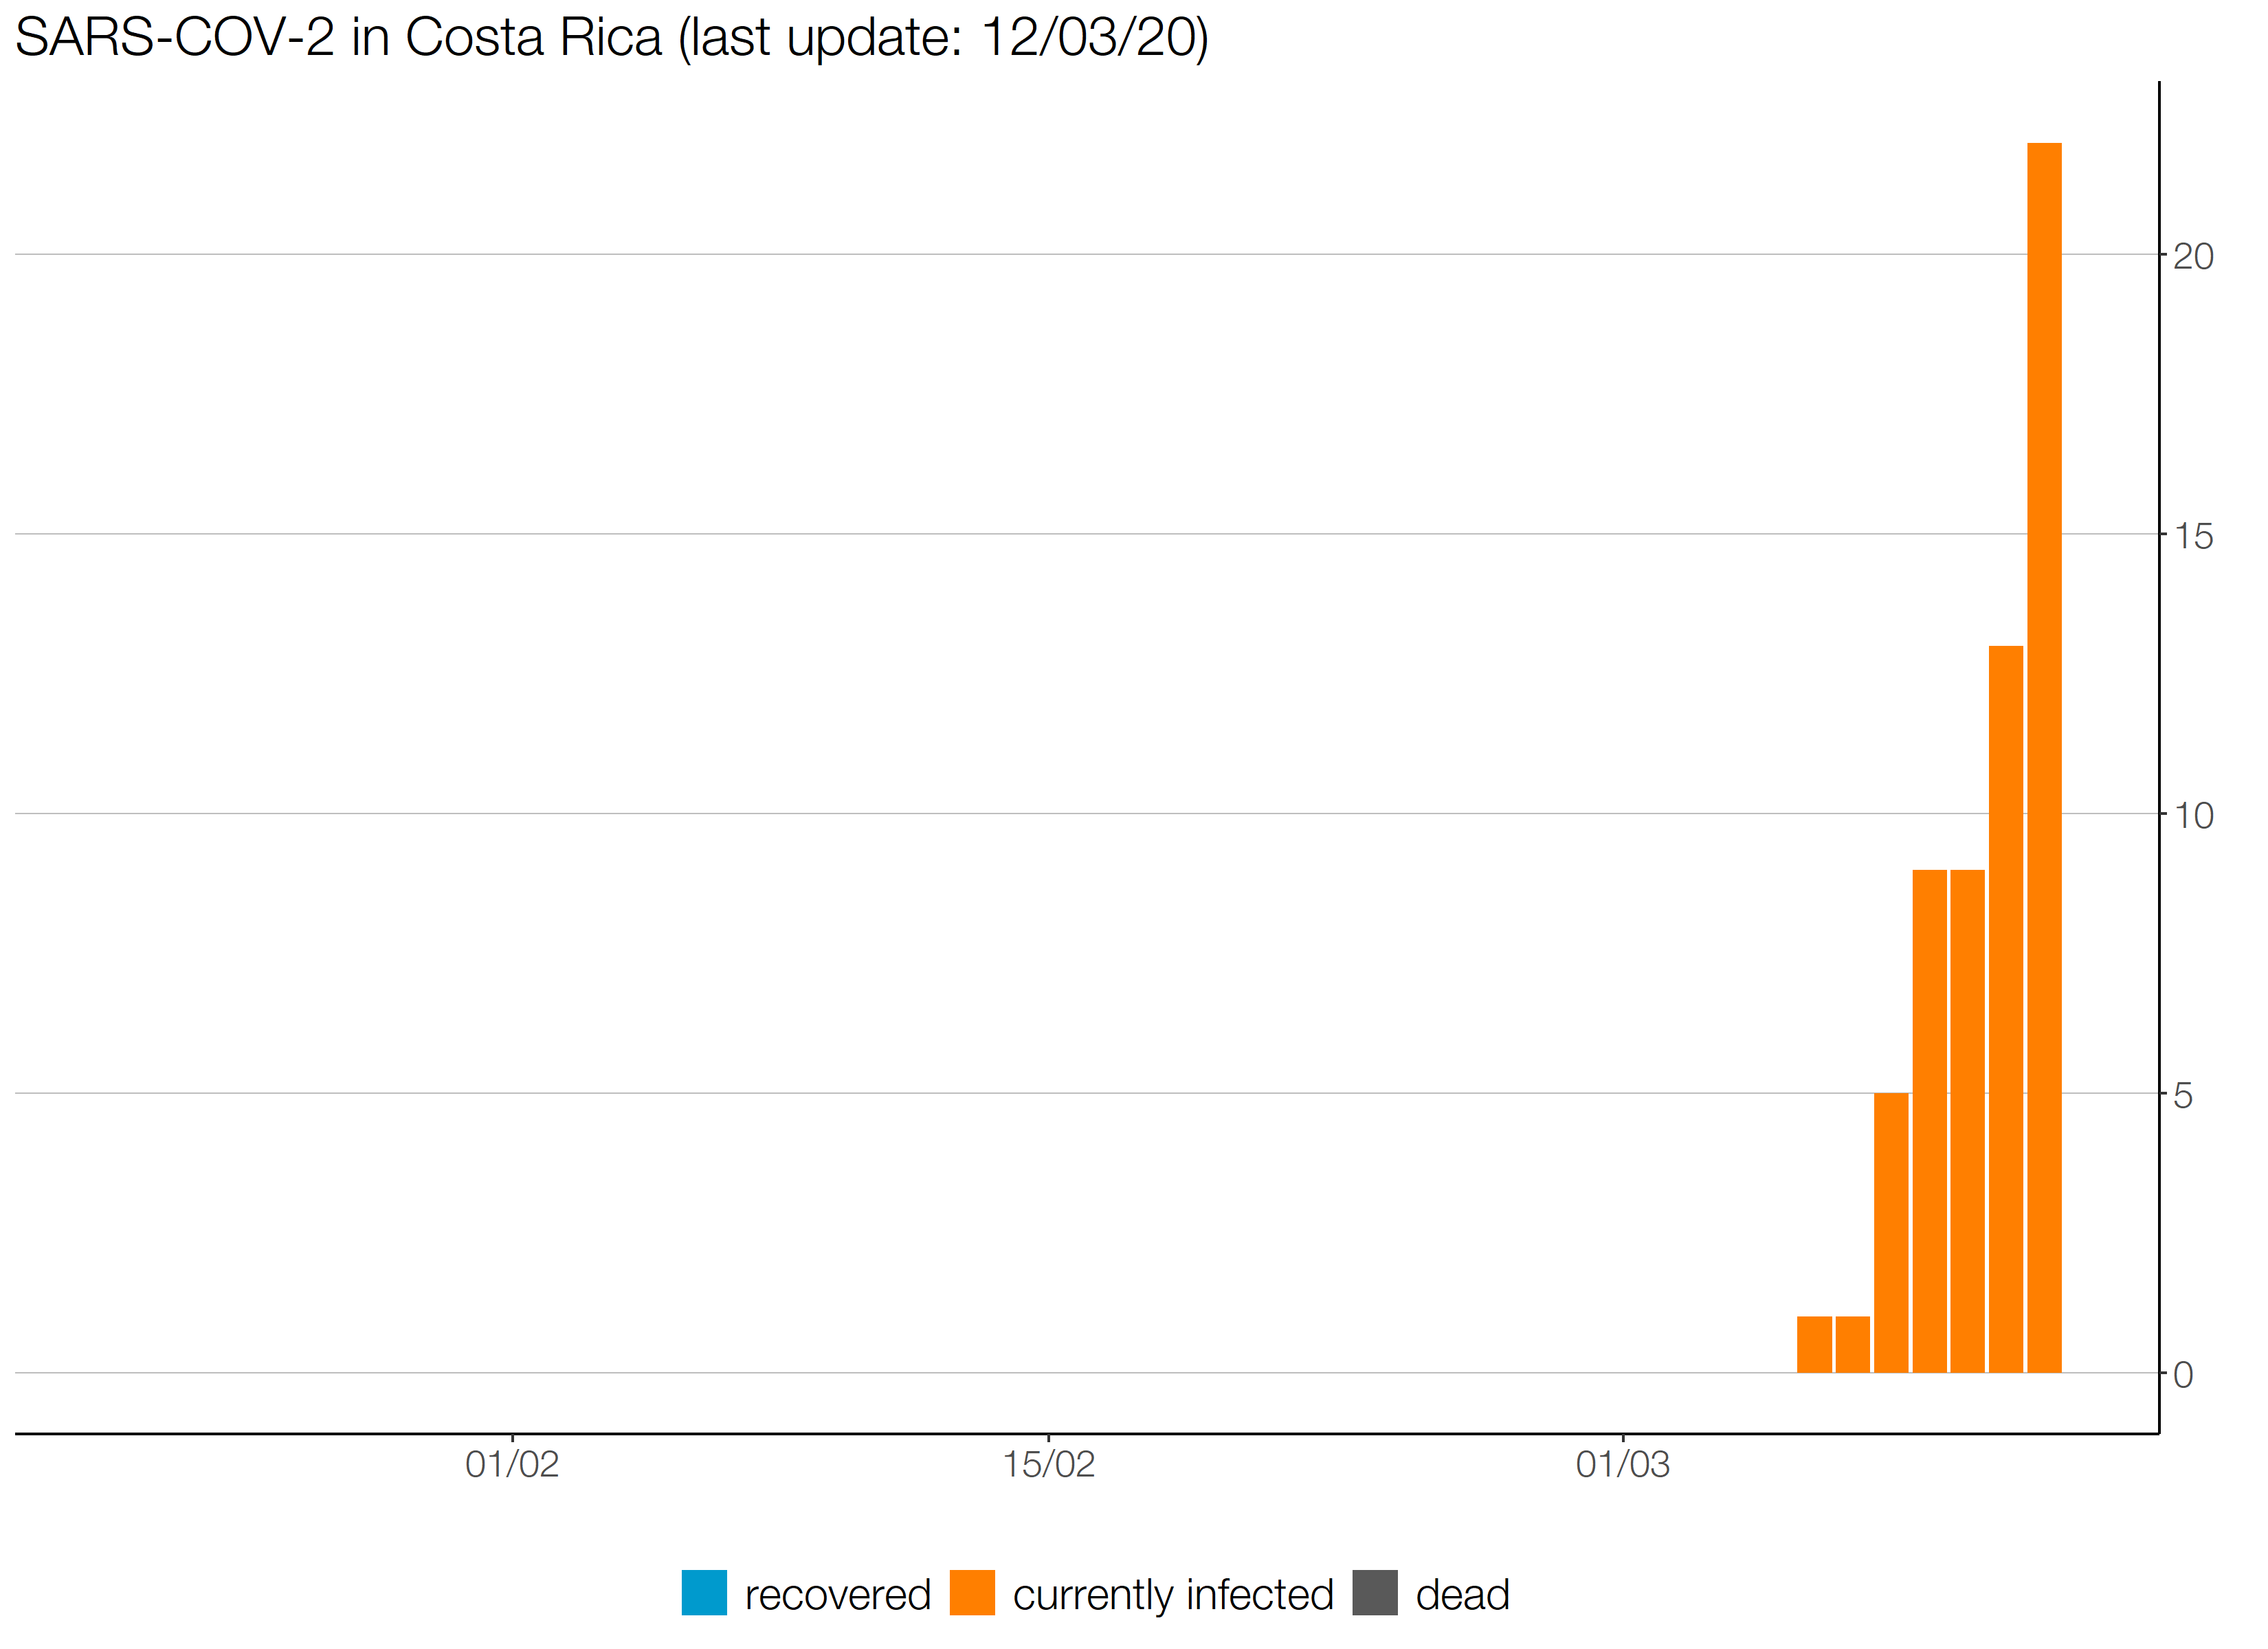 SARS-COV-2 in Costa Rica (last update: 12/03/20)
20
15
10
5
0
01/02 15/02 01/03
recovered currently infected dead